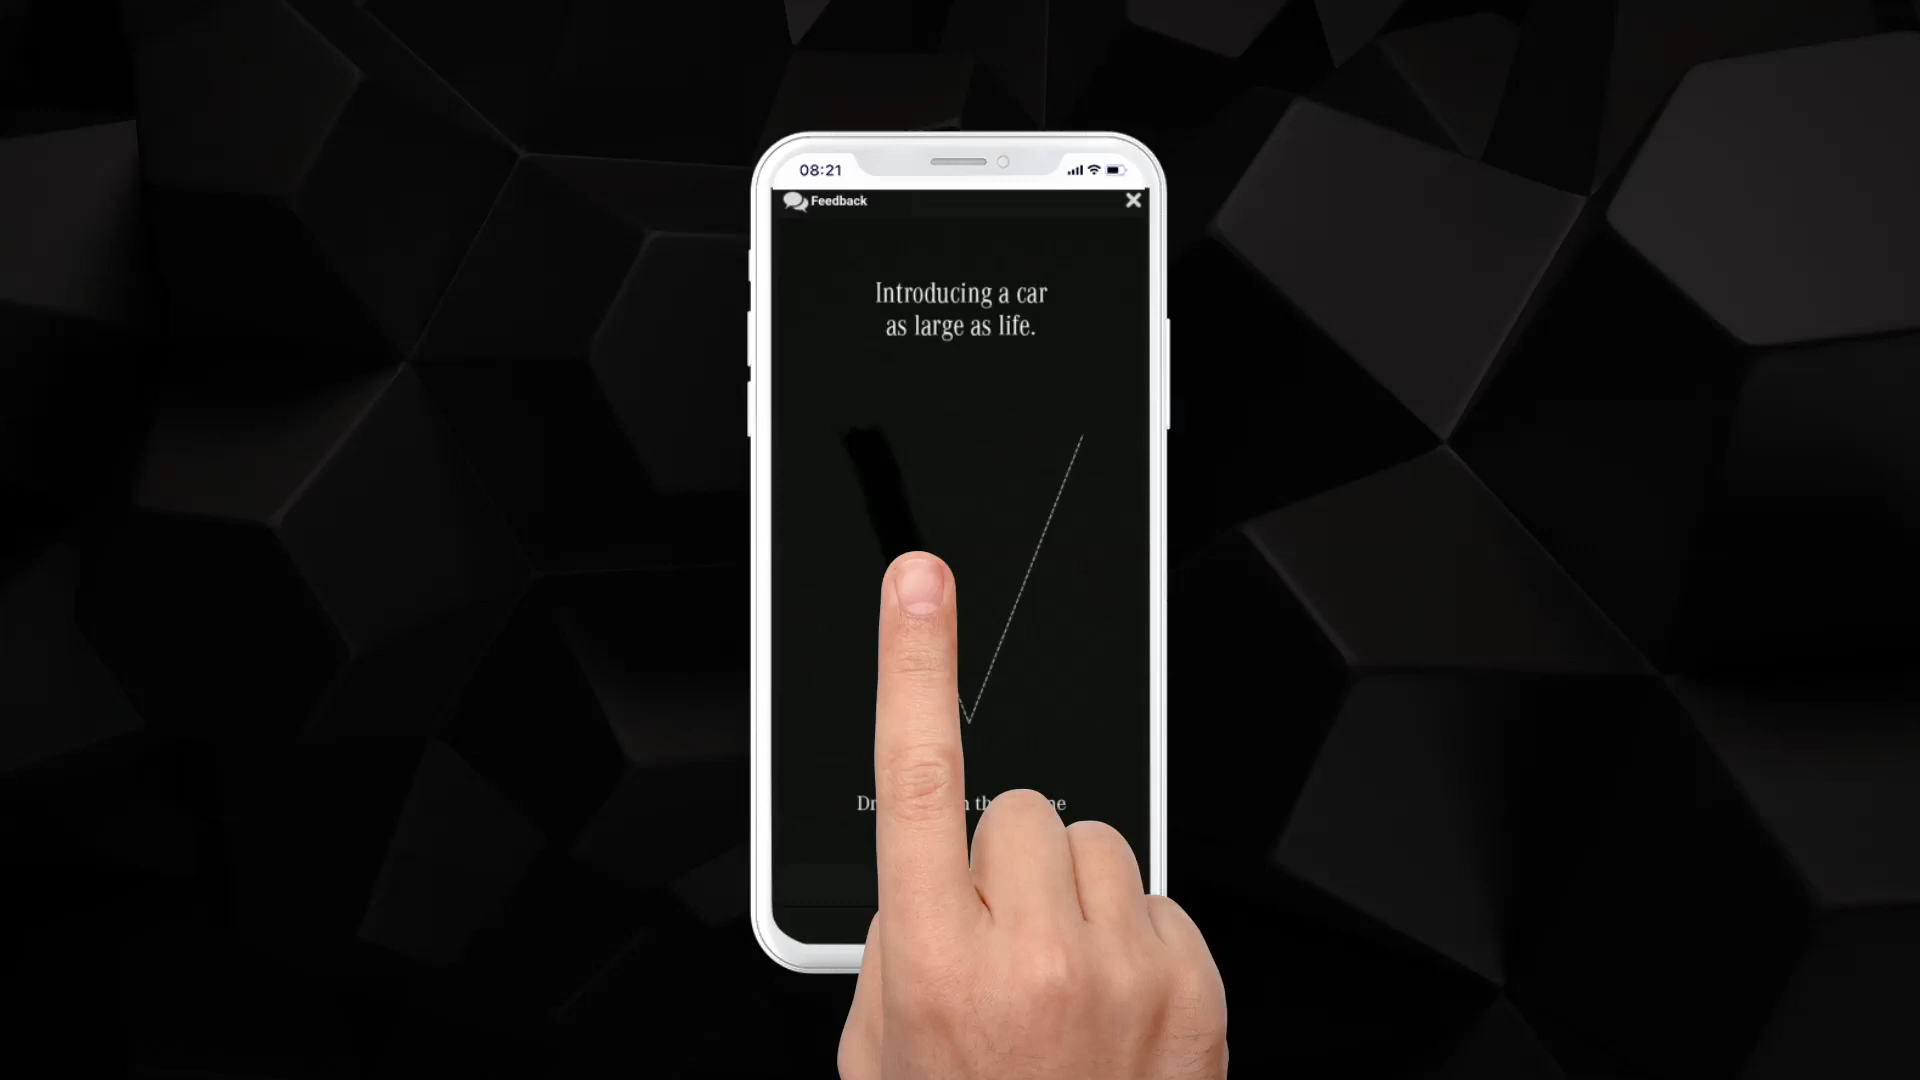 08:21
Feedback
Introducing a car
as large as life.